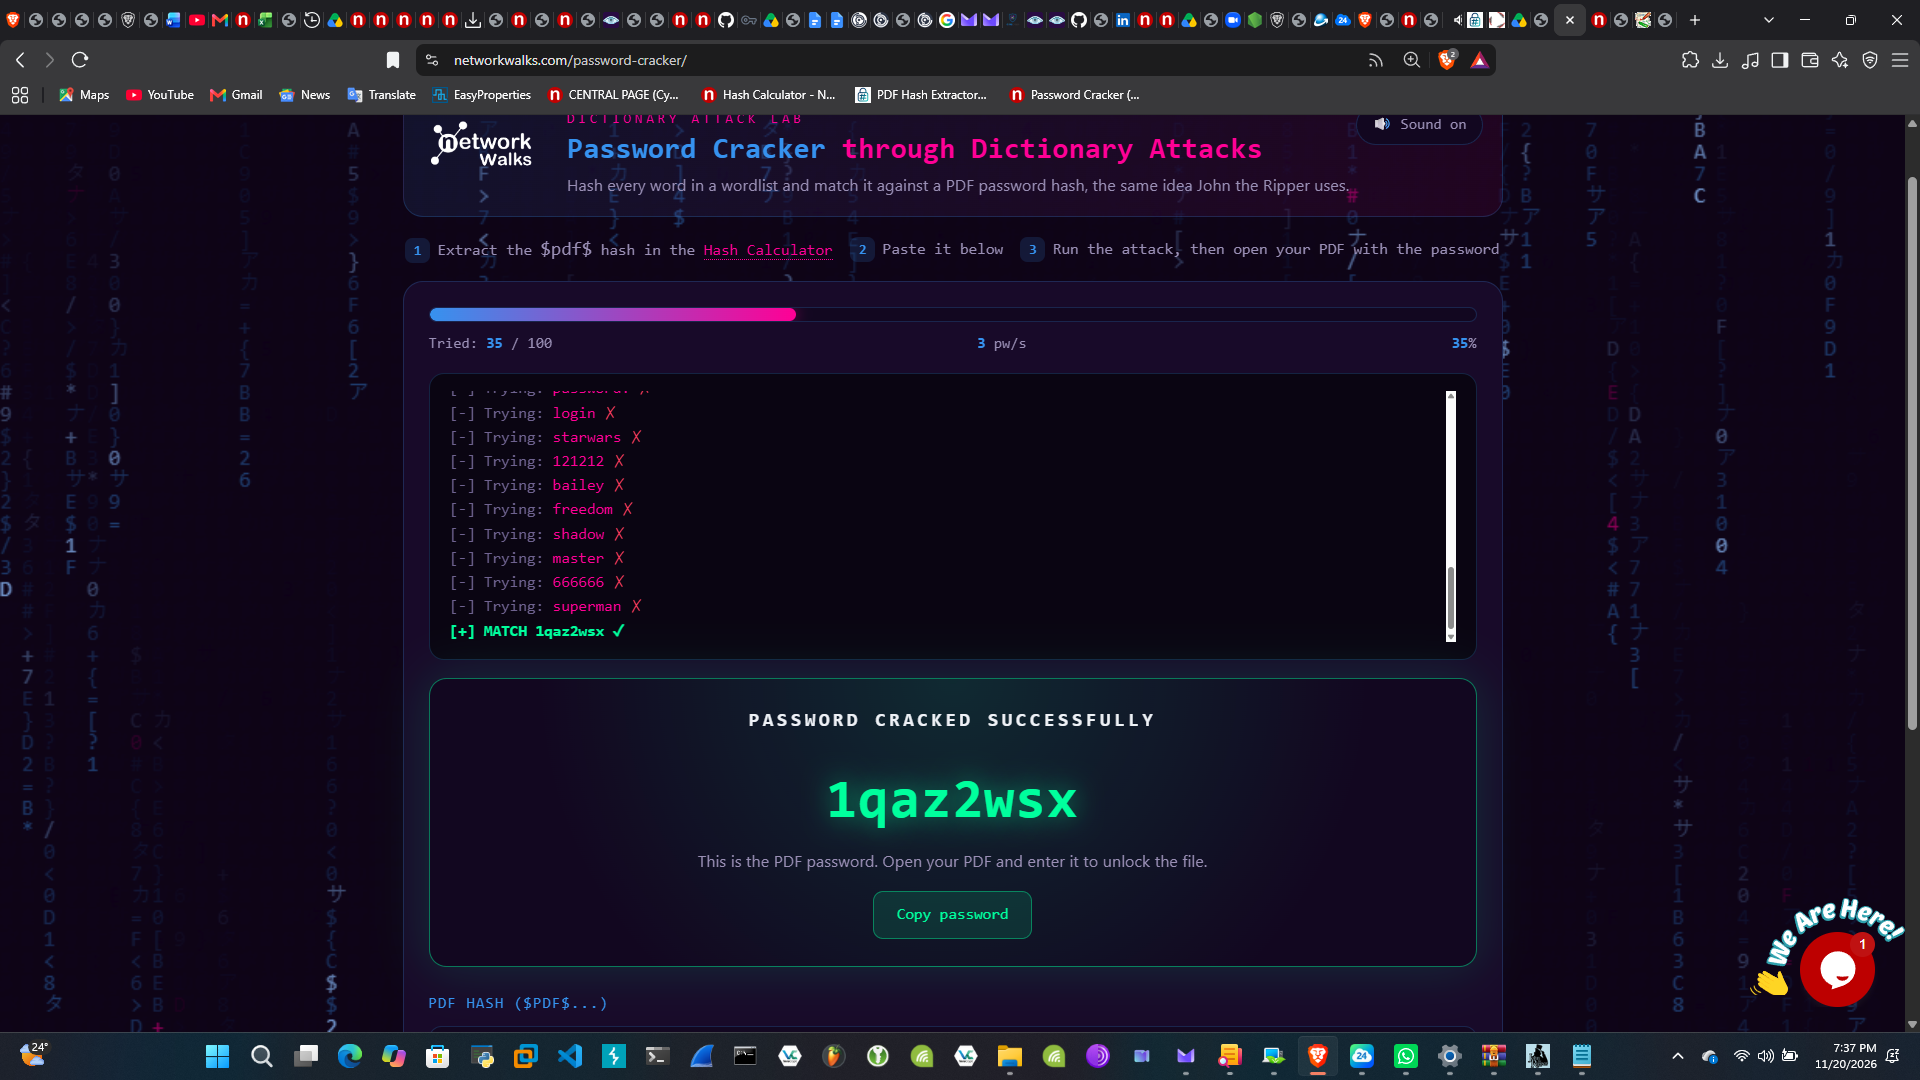 networkwalks.com/password-cracker/
2
Maps
YouTube
Gmail
News
Translate
EasyProperties
CENTRAL PAGE (Cy...
Hash Calculator - N...
PDF Hash Extractor...
Password Cracker (...
DICTIONARY ATTACK LAB
network
Walks
Password Cracker through Dictionary Attacks
Sound on
Hash every word in a wordlist and match it against a PDF password hash, the same idea John the Ripper uses.
1 Extract the $pdf$ hash in the Hash Calculator
2 Paste it below
3 Run the attack, then open your PDF with the password
Tried: 35 / 100
3 pw/s
35%
[-] Trying: login ✗
[-] Trying: starwars ✗
[-] Trying: 121212 ✗
[-] Trying: bailey ✗
[-] Trying: freedom ✗
[-] Trying: shadow ✗
[-] Trying: master ✗
[-] Trying: 666666 ✗
[-] Trying: superman ✗
[+] MATCH 1qaz2wsx ✓
PASSWORD CRACKED SUCCESSFULLY
1qaz2wsx
This is the PDF password. Open your PDF and enter it to unlock the file.
Copy password
PDF HASH ($PDF$...)
We Are Here!
1
24°
7:37 PM
11/20/2026